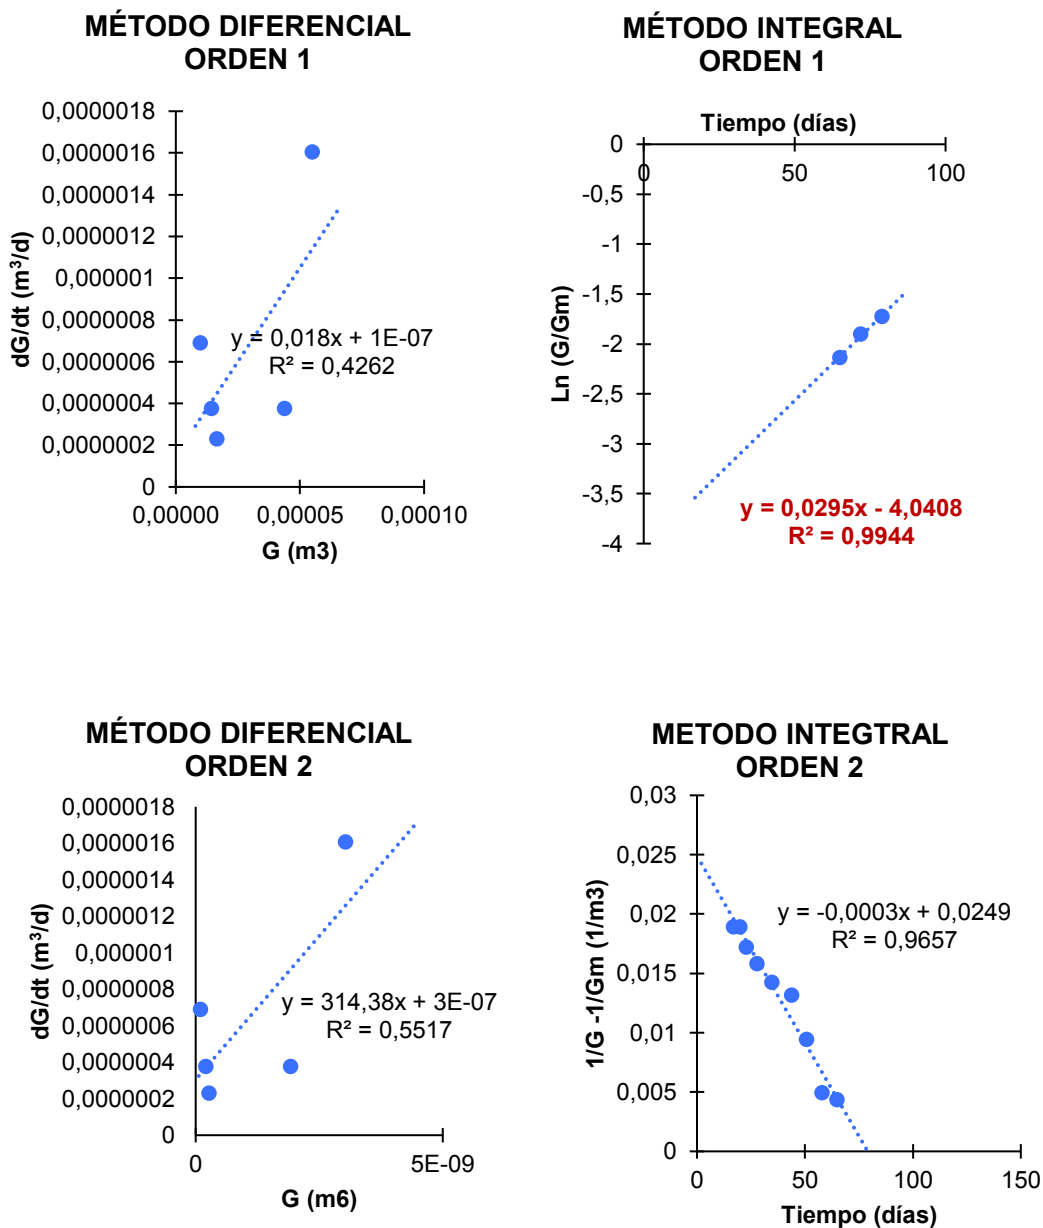 MÉTODO DIFERENCIAL
ORDEN 1
0,0000018
0,0000016
0,0000014
0,0000012
0,000001
0,0000008
0,0000006
0,0000004
0,0000002
0
dG/dt (m³/d)
y = 0,018x + 1E-07
R² = 0,4262
0,00000
0,00005
0,00010
G (m3)
MÉTODO INTEGRAL
ORDEN 1
Tiempo (días)
0
50
100
0
-0,5
-1
-1,5
-2
-2,5
-3
-3,5
-4
Ln (G/Gm)
y = 0,0295x - 4,0408
R² = 0,9944
MÉTODO DIFERENCIAL
ORDEN 2
0,0000018
0,0000016
0,0000014
0,0000012
0,000001
0,0000008
0,0000006
0,0000004
0,0000002
0
dG/dt (m³/d)
y = 314,38x + 3E-07
R² = 0,5517
0
5E-09
G (m6)
METODO INTEGTRAL
ORDEN 2
0,03
0,025
0,02
0,015
0,01
0,005
0
1/G -1/Gm (1/m3)
y = -0,0003x + 0,0249
R² = 0,9657
0
50
100
150
Tiempo (días)